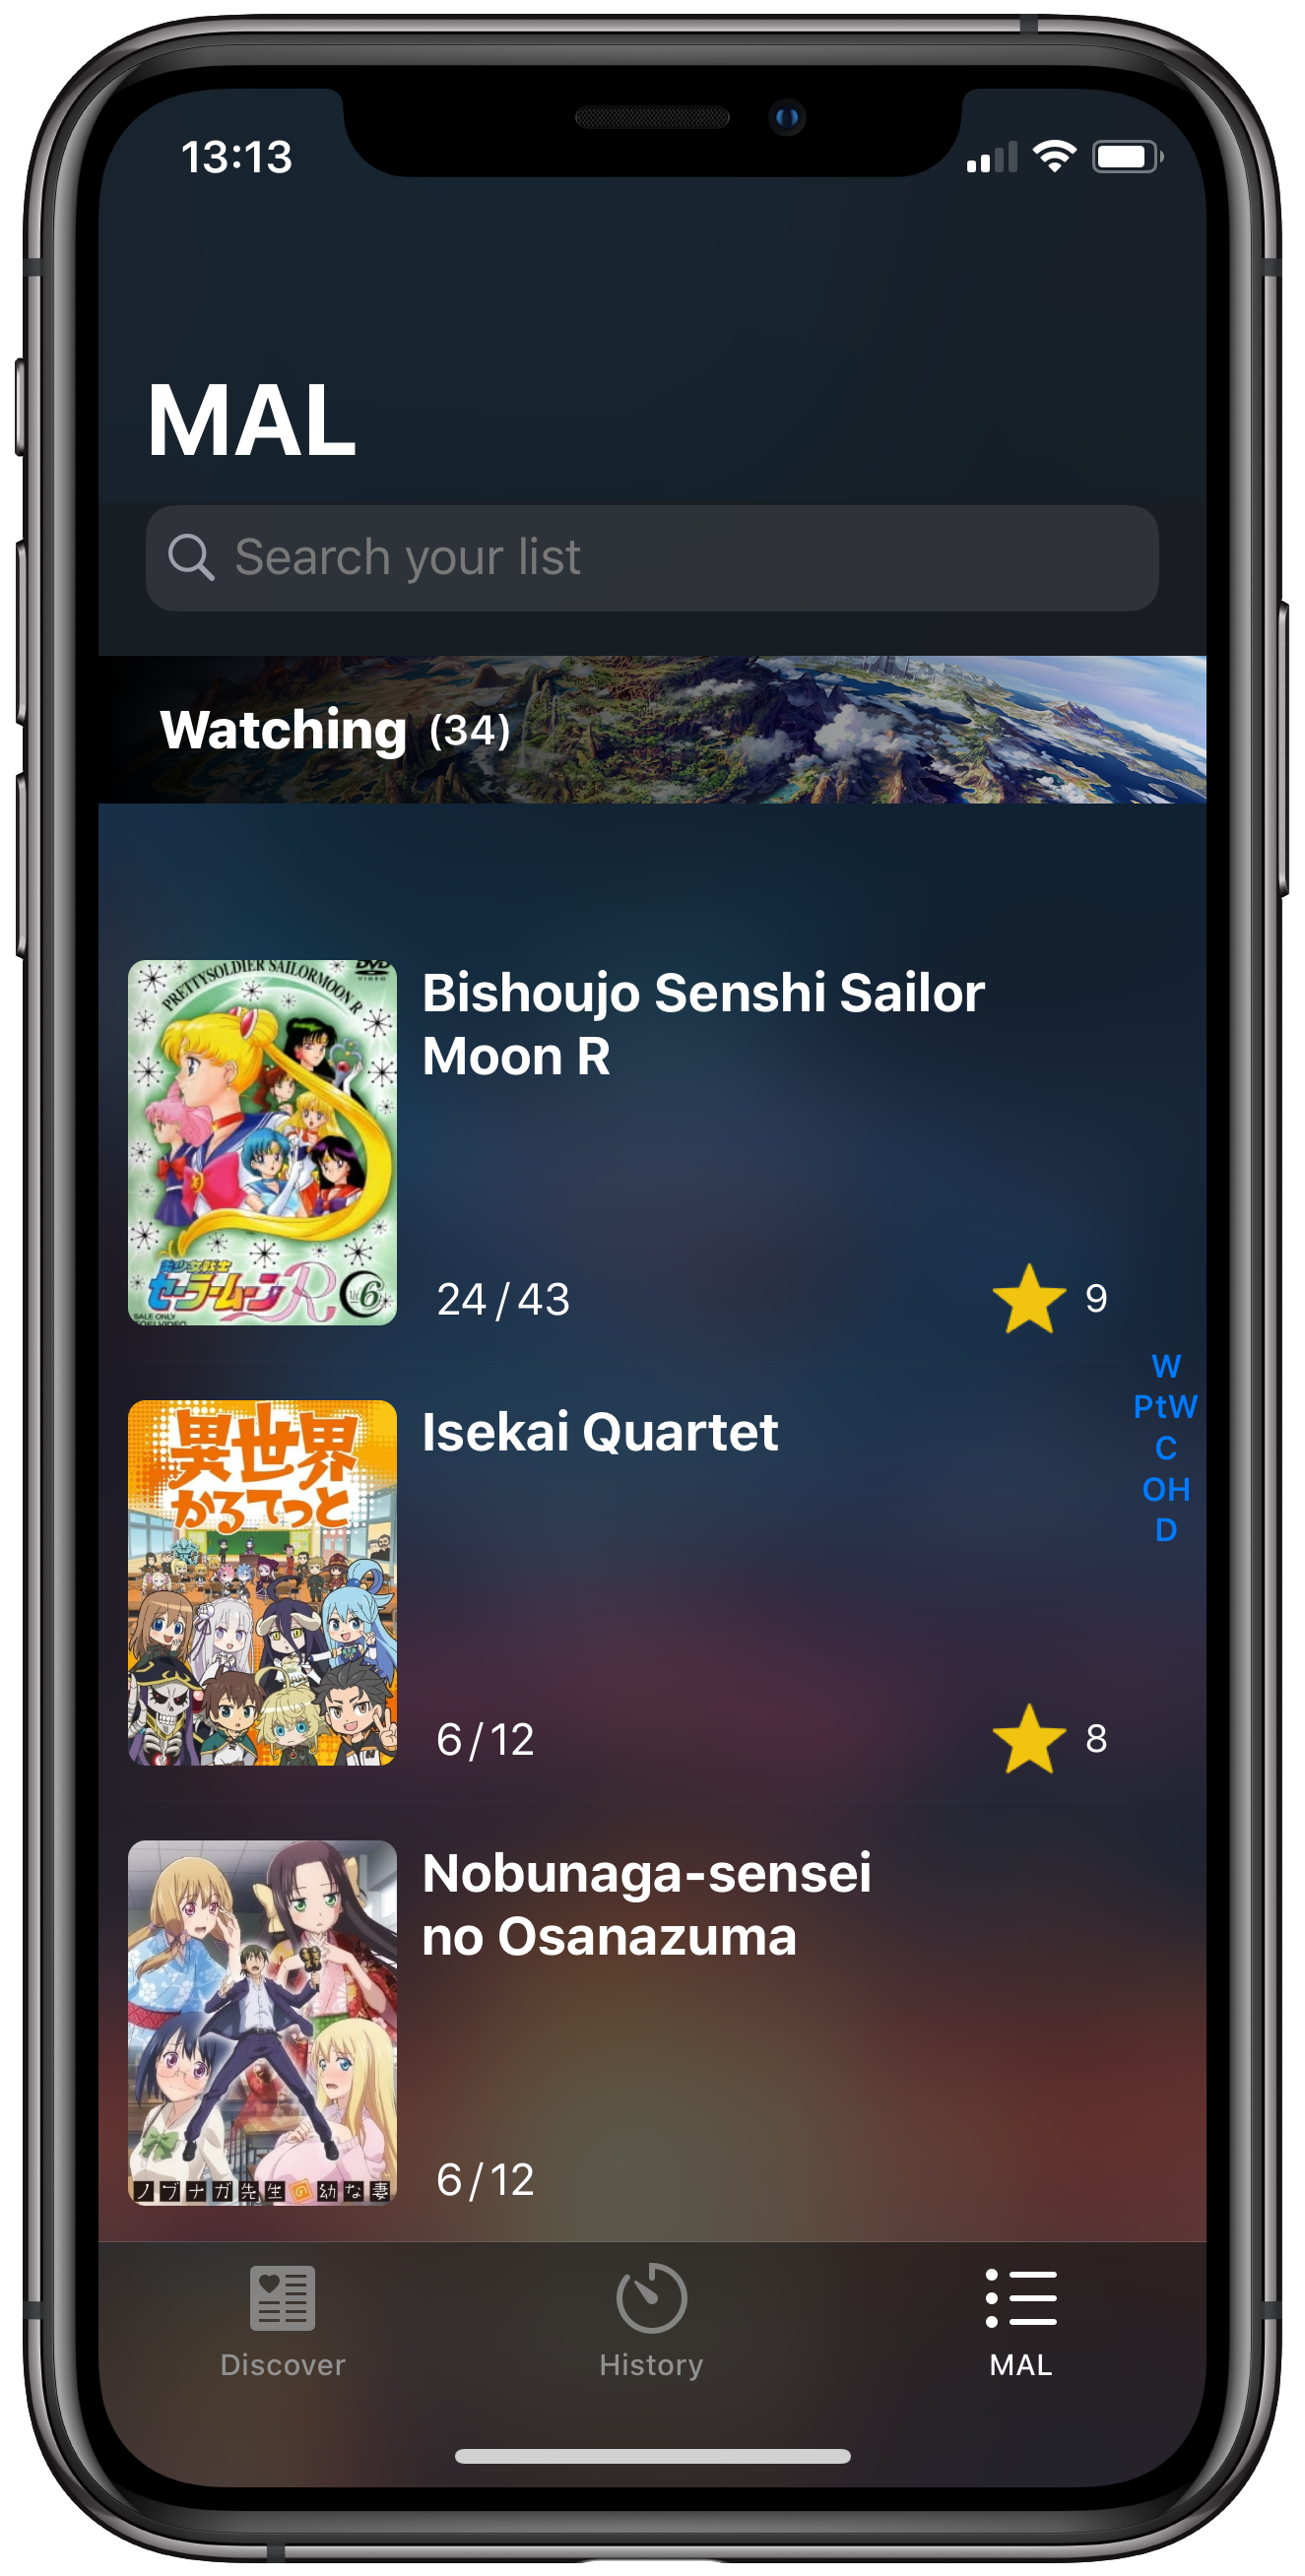 13:13
MAL
Search your list
Watching (34)
PRETTYSOLDIER SAILORMOON R
DVD
VIDEO
美少女戦士
セーラームーンR
6
SALE ONLY
Bishoujo Senshi Sailor
Moon R
24/43
9
異世界
かるてっと
Isekai Quartet
6/12
8
W
PtW
C
OH
D
ノブナガ先生の幼な妻
Nobunaga-sensei
no Osanazuma
6/12
Discover
History
MAL